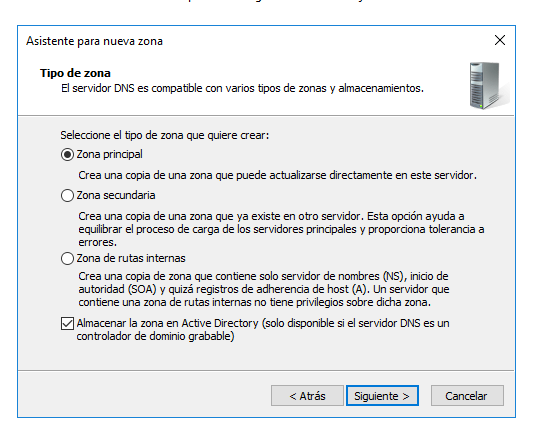 Asistente para nueva zona
Tipo de zona
El servidor DNS es compatible con varios tipos de zonas y almacenamientos.
Seleccione el tipo de zona que quiere crear:
Zona principal
Crea una copia de una zona que puede actualizarse directamente en este servidor.
Zona secundaria
Crea una copia de una zona que ya existe en otro servidor. Esta opción ayuda a
equilibrar el proceso de carga de los servidores principales y proporciona tolerancia a
errores.
Zona de rutas internas
Crea una copia de zona que contiene solo servidor de nombres (NS), inicio de
autoridad (SOA) y quizá registros de adherencia de host (A). Un servidor que
contiene una zona de rutas internas no tiene privilegios sobre dicha zona.
Almacenar la zona en Active Directory (solo disponible si el servidor DNS es un
controlador de dominio grabable)
< Atrás Siguiente > Cancelar